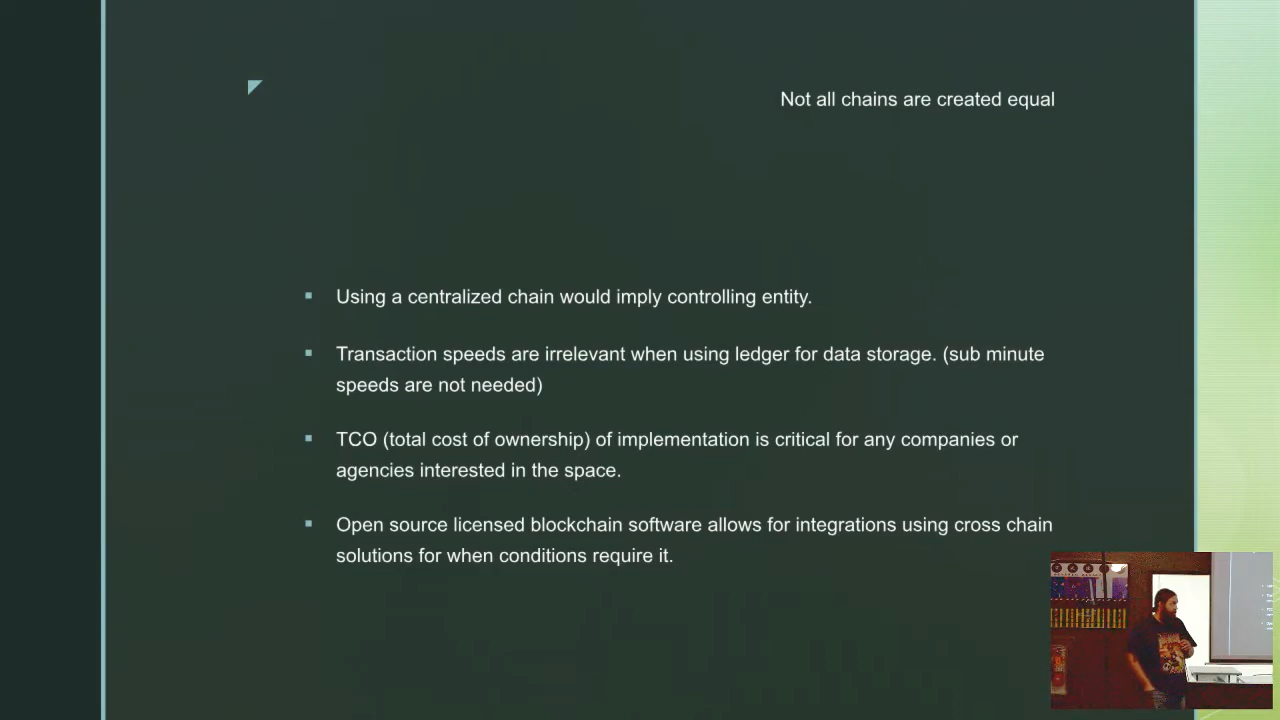 Not all chains are created equal
Using a centralized chain would imply controlling entity.
Transaction speeds are irrelevant when using ledger for data storage. (sub minute
speeds are not needed)
TCO (total cost of ownership) of implementation is critical for any companies or
agencies interested in the space.
Open source licensed blockchain software allows for integrations using cross chain
solutions for when conditions require it.